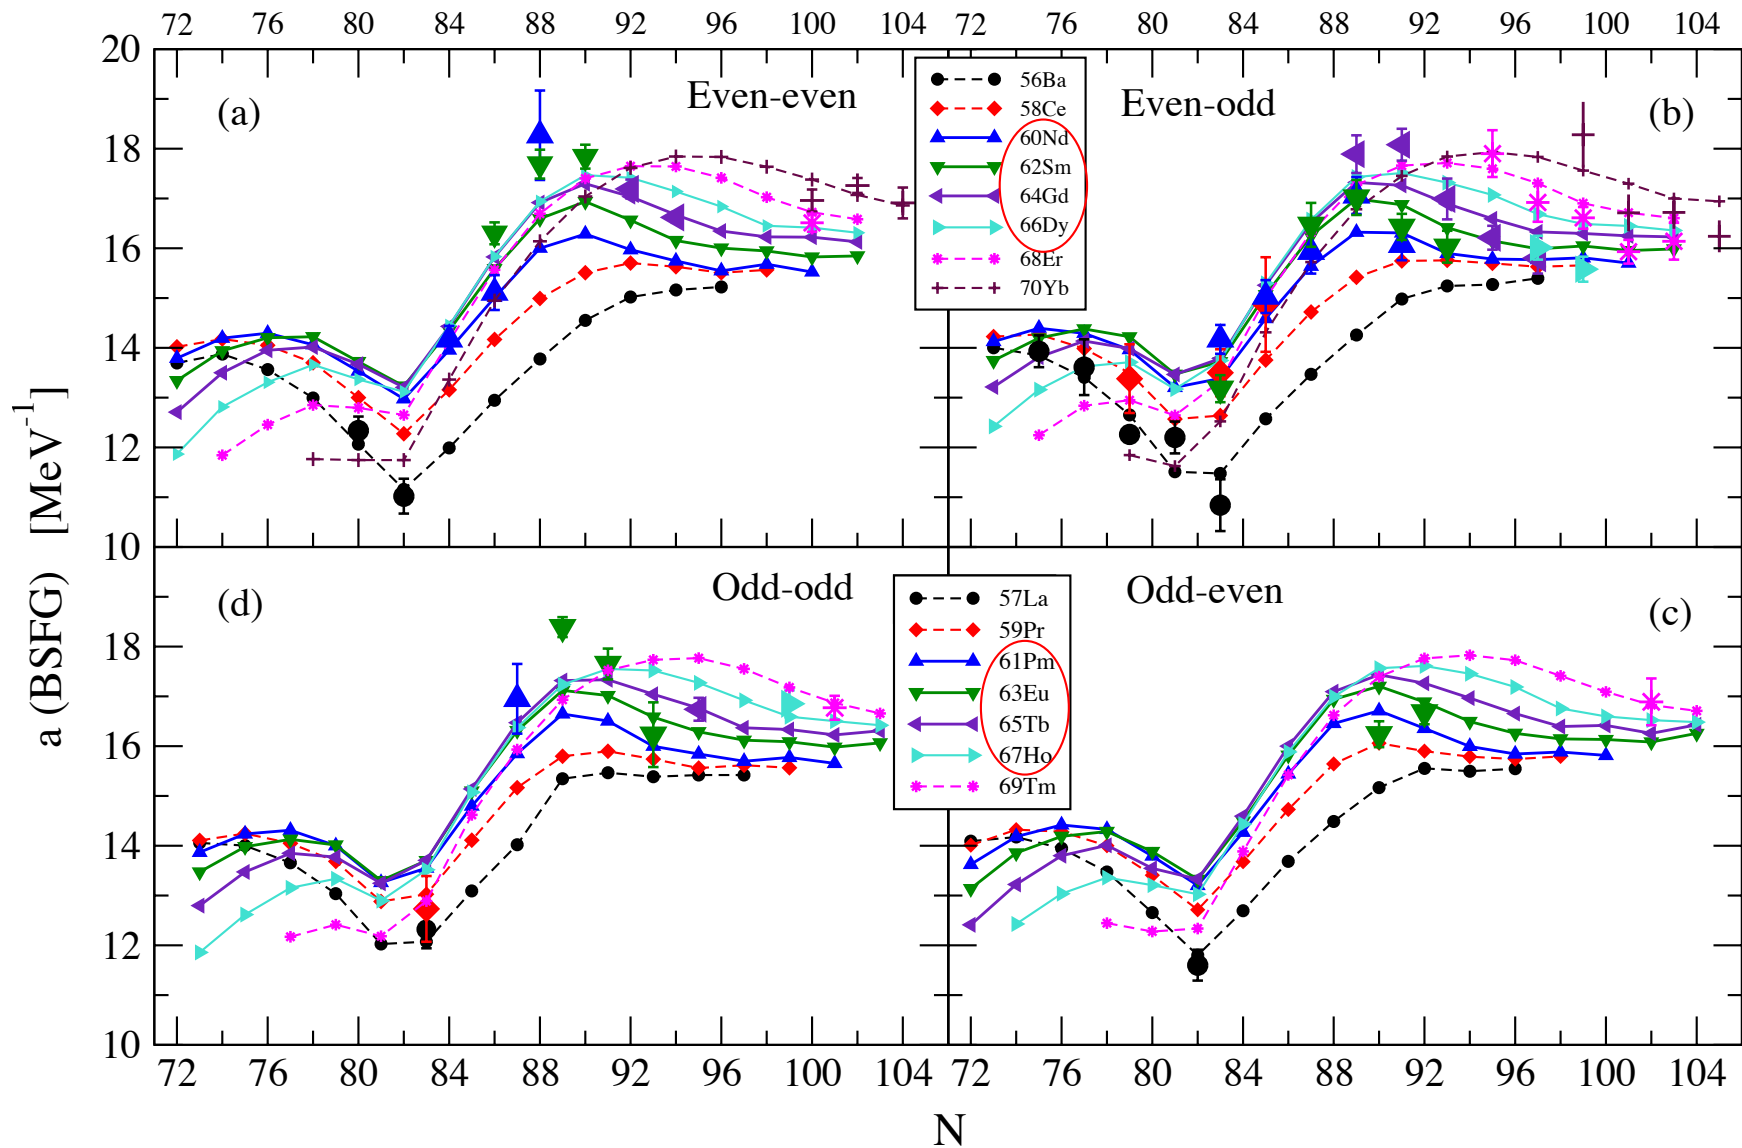 72 76 80 84 88 92 96 100 104
72 76 80 84 88 92 96 100 104
20
18
16
14
12
10
18
16
14
12
10
a (BSFG) [MeV-1]
(a)
Even-even
56Ba
58Ce
60Nd
62Sm
64Gd
66Dy
68Er
70Yb
Even-odd
(b)
(d)
Odd-odd
57La
59Pr
61Pm
63Eu
65Tb
67Ho
69Tm
Odd-even
(c)
72 76 80 84 88 92 96 100 104
72 76 80 84 88 92 96 100 104
N